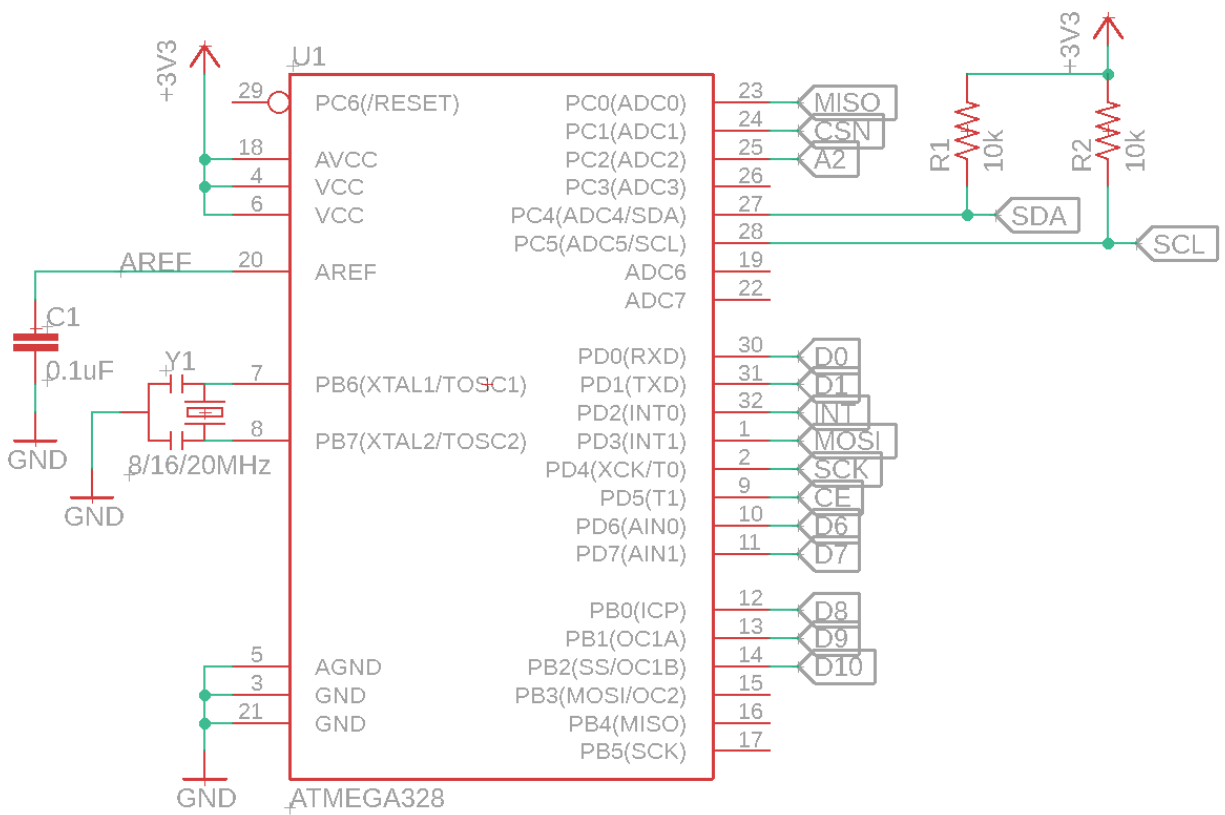 +3V3
U1
+3V3
29 PC6(/RESET) PC0(ADC0) 23 MISO
PC1(ADC1) 24 CSN
18 AVCC PC2(ADC2) 25 A2
R1 10k R2 10k
4 VCC PC3(ADC3) 26
6 VCC PC4(ADC4/SDA) 27 SDA
PC5(ADC5/SCL) 28 SCL
AREF 20 AREF ADC6 19
ADC7 22
C1
0.1uF
PD0(RXD) 30 D0
Y1 7 PB6(XTAL1/TOSC1) PD1(TXD) 31 D1
PD2(INT0) 32 INT
8 PB7(XTAL2/TOSC2) PD3(INT1) 1 MOSI
GND
8/16/20MHz PD4(XCK/T0) 2 SCK
PD5(T1) 9 CE
GND
PD6(AIN0) 10 D6
PD7(AIN1) 11 D7
PB0(ICP) 12 D8
PB1(OC1A) 13 D9
5 AGND PB2(SS/OC1B) 14 D10
3 GND PB3(MOSI/OC2) 15
21 GND PB4(MISO) 16
PB5(SCK) 17
GND
ATMEGA328